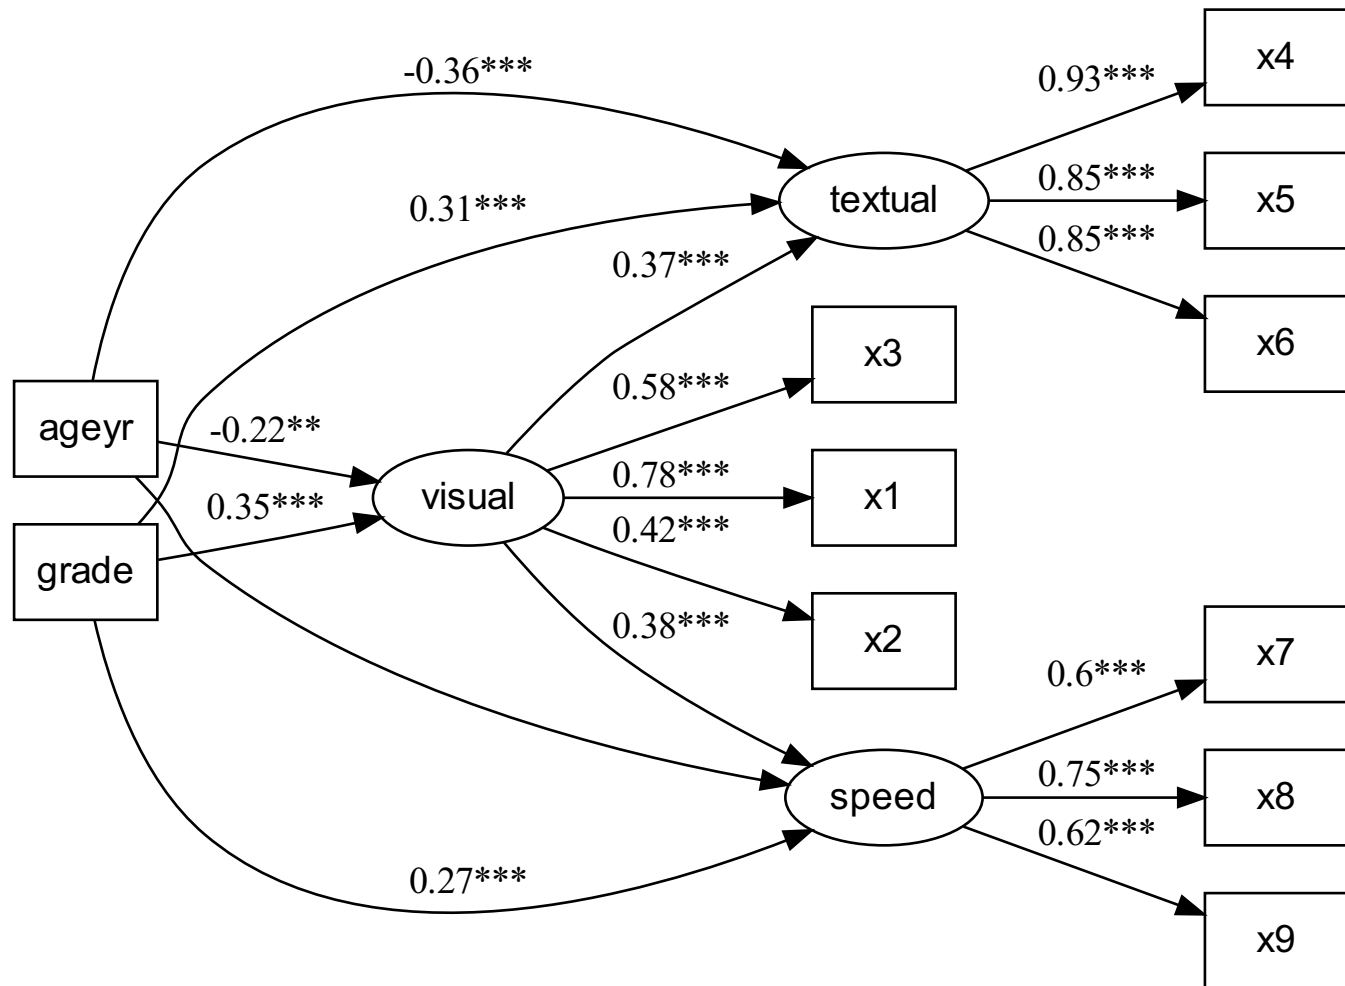 x4
-0.36***
0.93***
textual
x5
0.85***
0.31***
0.85***
0.37***
x3
x6
0.58***
ageyr
-0.22**
visual
0.78***
x1
0.35***
0.42***
grade
x2
0.38***
x7
0.6***
speed
0.75***
x8
0.62***
0.27***
x9